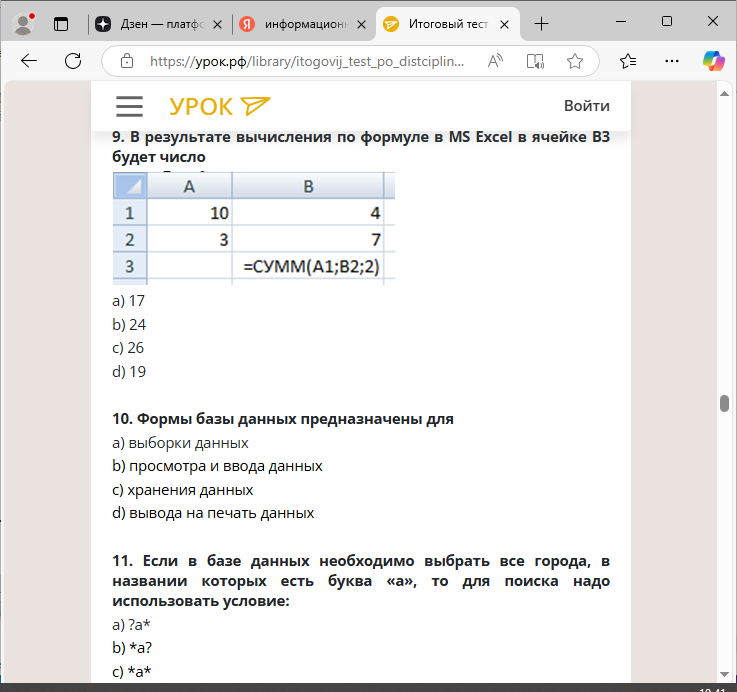 Дзен — платфо
информационн
Итоговый тест
https://урок.рф/library/itogovij_test_po_distciplin...
УРОК
Войти
9. В результате вычисления по формуле в MS Excel в ячейке В3
будет число
A B
1 10 4
2 3 7
3 =СУММ(A1;B2;2)
a) 17
b) 24
c) 26
d) 19
10. Формы базы данных предназначены для
a) выборки данных
b) просмотра и ввода данных
c) хранения данных
d) вывода на печать данных
11. Если в базе данных необходимо выбрать все города, в
названии которых есть буква «а», то для поиска надо
использовать условие:
a) ?a*
b) *a?
c) *a*